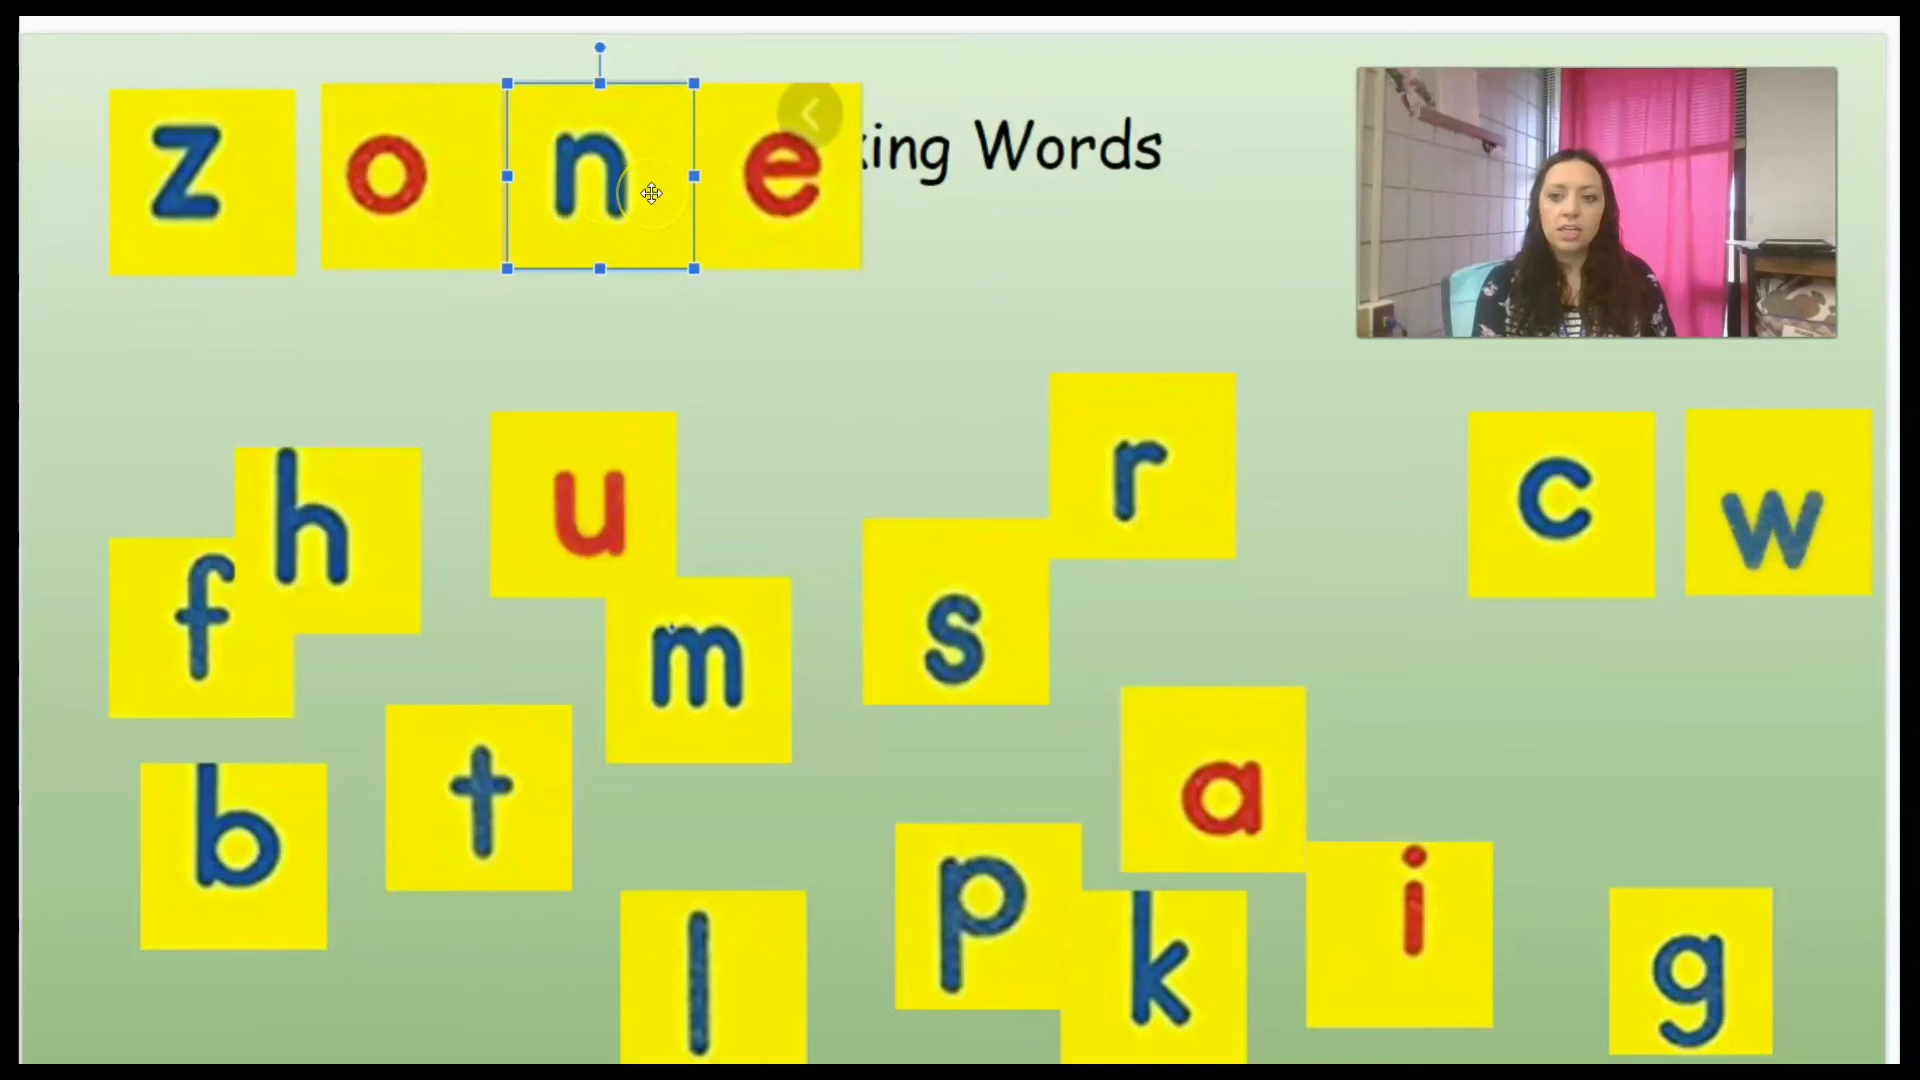 z o n e
king Words
r
h u c w
f m s
b t a
l p k i g